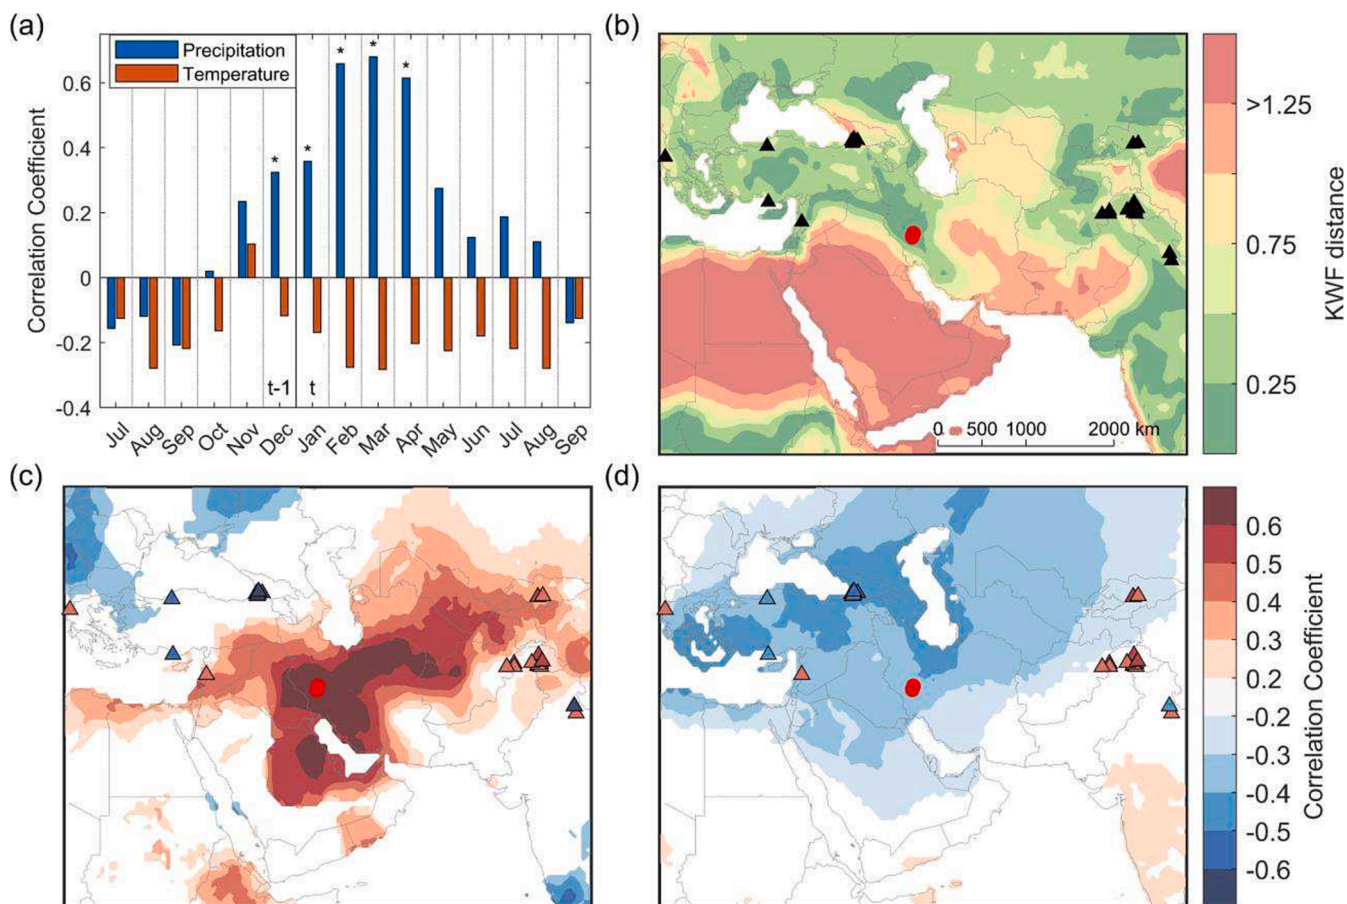 (a)
Precipitation
Temperature
Correlation Coefficient
0.6
0.4
0.2
0
-0.2
-0.4
* * * * *
t-1 t
Jul Aug Sep Oct Nov Dec Jan Feb Mar Apr May Jun Jul Aug Sep
(b)
0 500 1000 2000 km
>1.25
0.75
0.25
KWF distance
(c)
(d)
0.6
0.5
0.4
0.3
0.2
-0.2
-0.3
-0.4
-0.5
-0.6
Correlation Coefficient